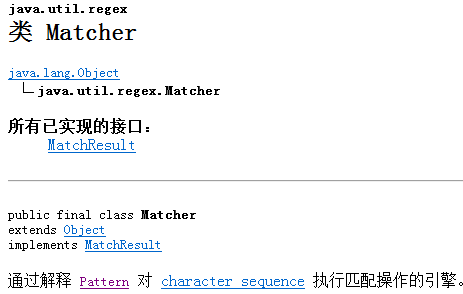 java.util.regex
类 Matcher
java.lang.Object
java.util.regex.Matcher
所有已实现的接口:
MatchResult
public final class Matcher
extends Object
implements MatchResult
通过解释 Pattern 对 character sequence 执行匹配操作的引擎。